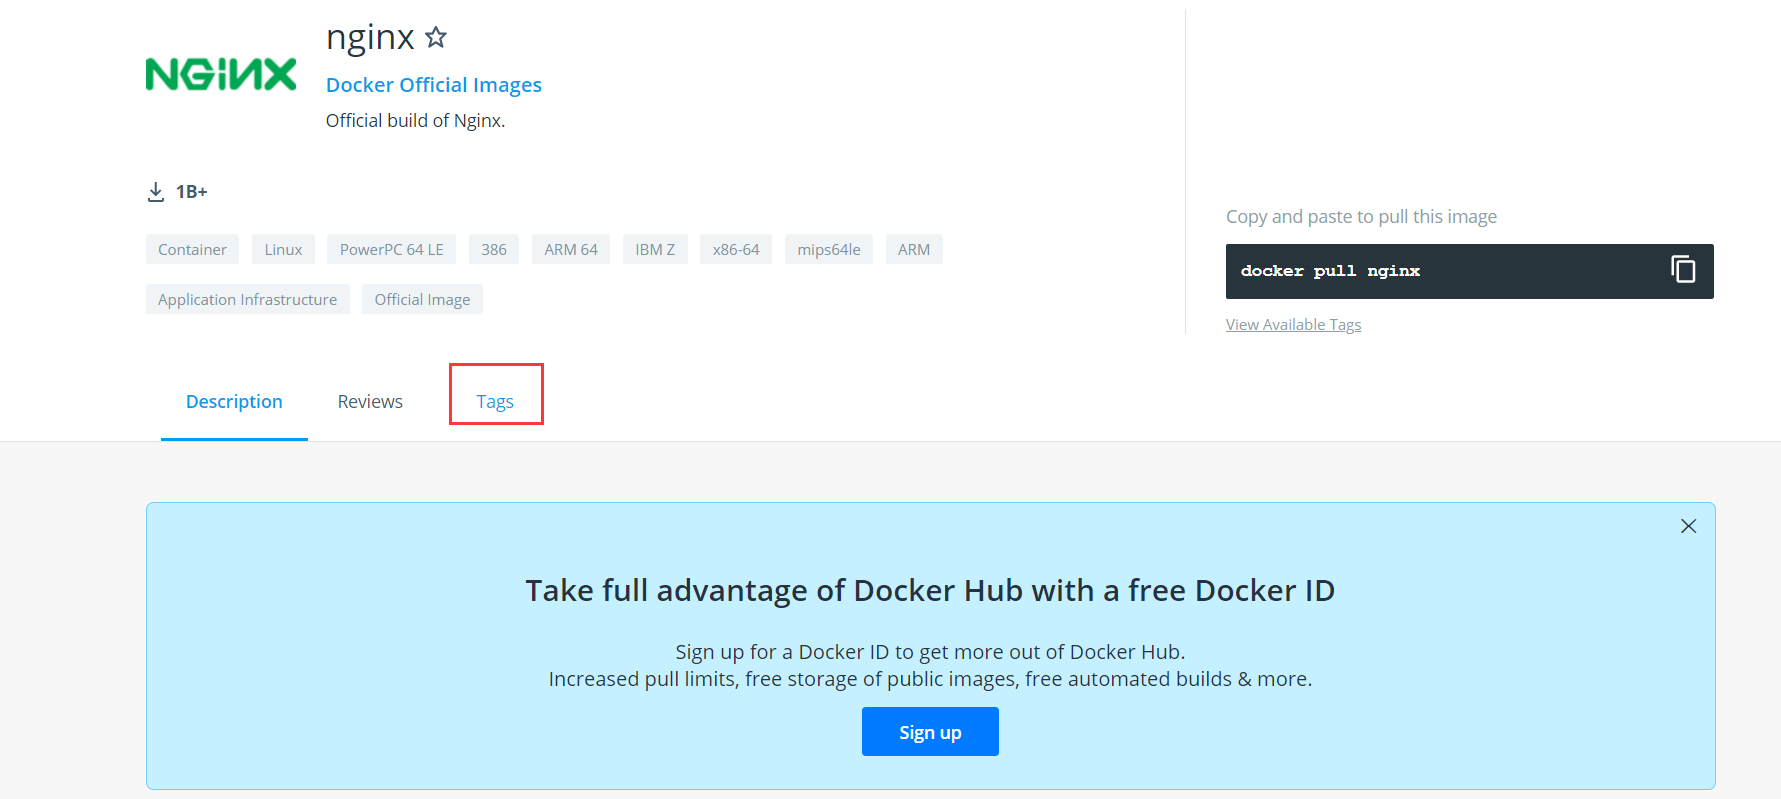 NGINX
nginx
Docker Official Images
Official build of Nginx.
1B+
Container Linux PowerPC 64 LE 386 ARM 64 IBM Z x86-64 mips64le ARM
Application Infrastructure Official Image
Copy and paste to pull this image
docker pull nginx
View Available Tags
Description Reviews Tags
Take full advantage of Docker Hub with a free Docker ID
Sign up for a Docker ID to get more out of Docker Hub.
Increased pull limits, free storage of public images, free automated builds & more.
Sign up